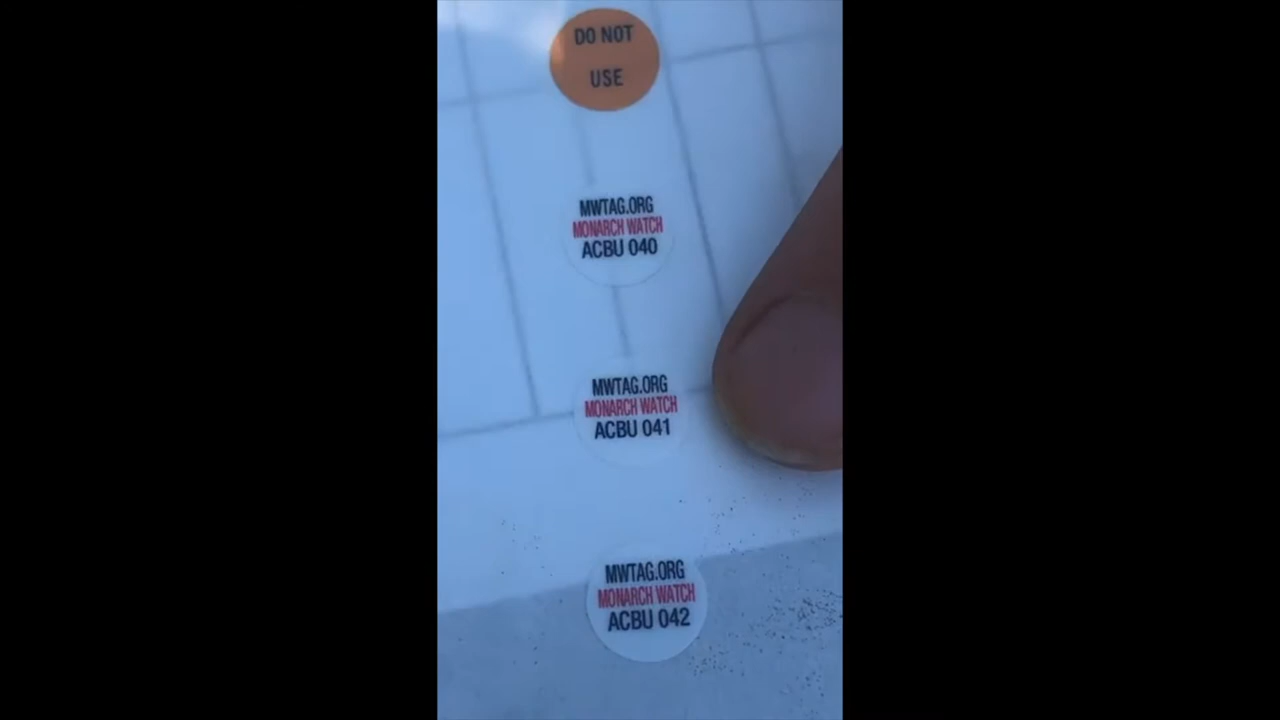 DO NOT
USE
MWTAG.ORG
MONARCH WATCH
ACBU 040
MWTAG.ORG
MONARCH WATCH
ACBU 041
MWTAG.ORG
MONARCH WATCH
ACBU 042